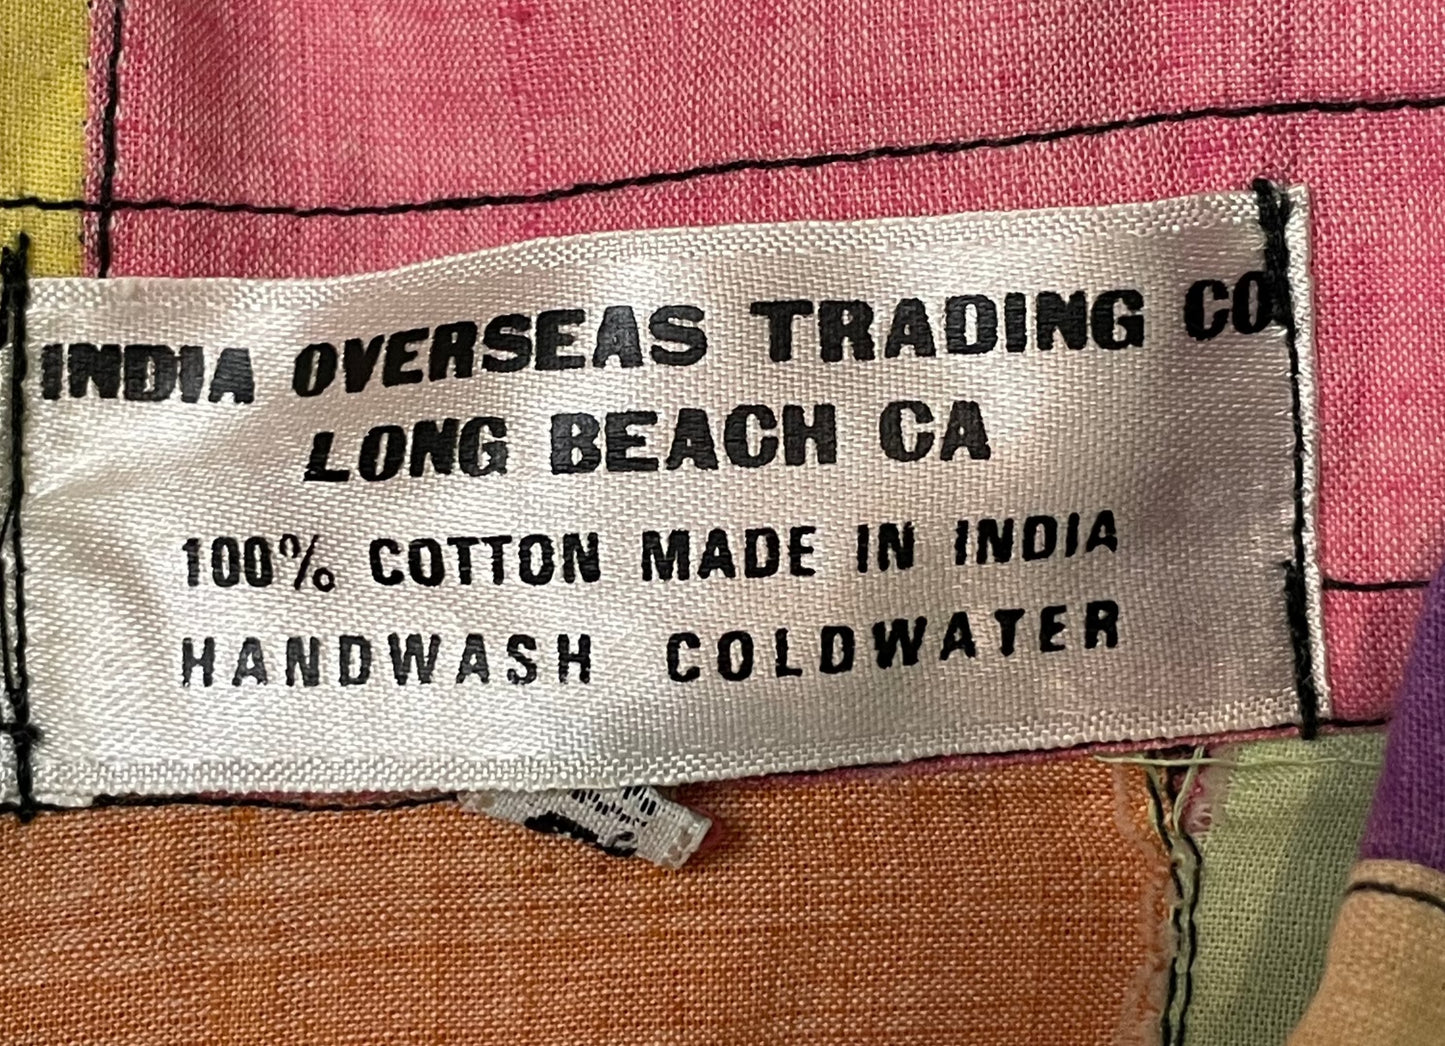 INDIA OVERSEAS TRADING CO
LONG BEACH CA
100% COTTON MADE IN INDIA
HANDWASH COLDWATER